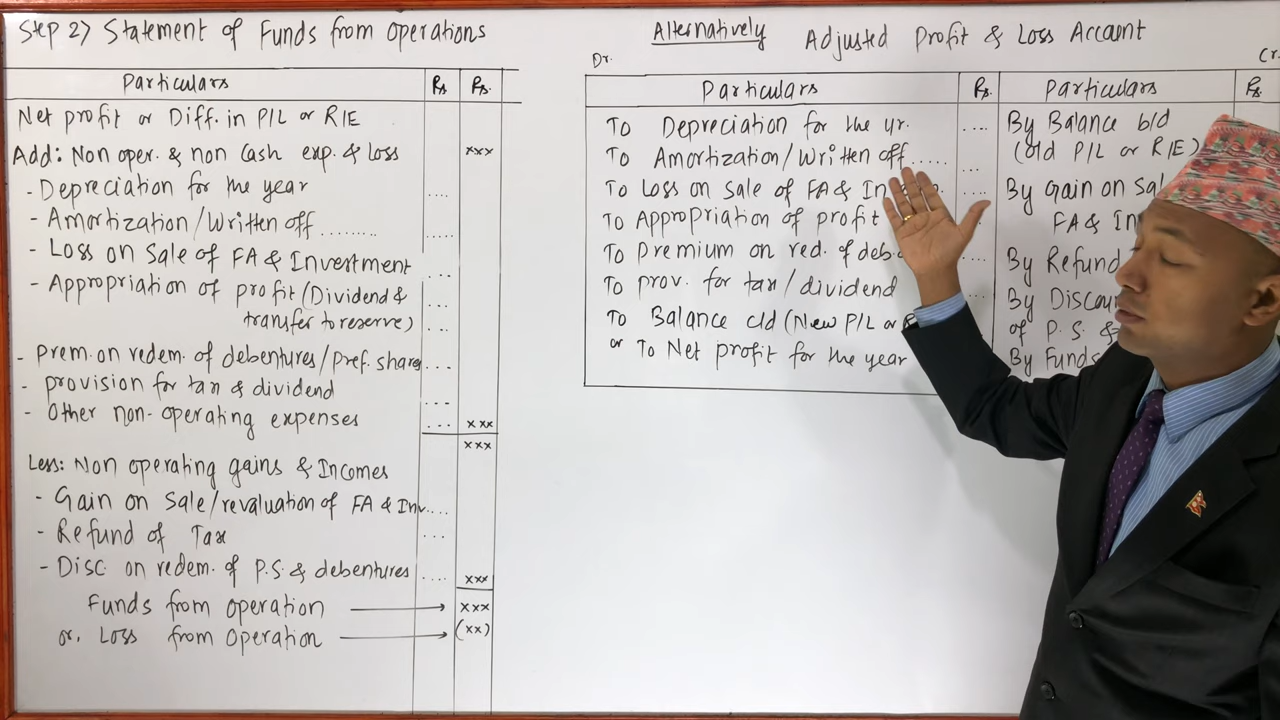 Step 2) Statement of Funds from Operations
Particulars Rs Rs.
Net profit or Diff. in P/L or R/E
Add: Non oper. & non cash exp. & Loss xxx
- Depreciation for the year ....
- Amortization/Written off ......... .....
- Loss on Sale of FA & Investment ...
- Appropriation of profit (Dividend & ...
transfer to reserve) ...
- Prem. on redem. of debentures/pref. share ...
- provision for tax & dividend ...
- Other non-operating expenses ... xxx
xxx
Less: Non operating gains & Incomes
- Gain on Sale/revaluation of FA & Inv. ....
- Refund of Tax ...
- Disc. on redem. of P.S. & debentures .... xxx
Funds from operation → xxx
or, Loss from operation → (xx)
Alternatively Adjusted Profit & Loss Account
Dr. Cr.
Particulars Rs. Particulars Rs.
To Depreciation for the yr. ....
To Amortization/Written off ..... ...
To Loss on Sale of FA & ....
To Appropriation of profit
To Premium on red. of deb. ....
To prov. for tax/dividend ...
To Balance c/d (New P/L or
or To Net profit for the year
By Balance b/d
(old P/L or R/E)
By Gain on
FA &
By Refund
By
of P.S. &
By Funds